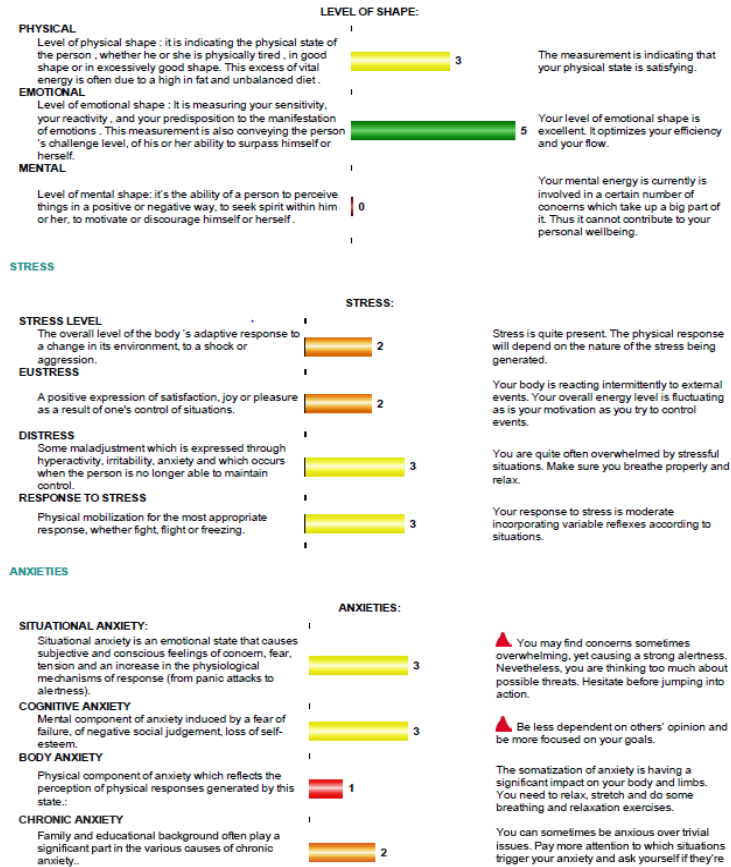 LEVEL OF SHAPE:
PHYSICAL
Level of physical shape : it is indicating the physical state of
the person , whether he or she is physically tired , in good
shape or in excessively good shape. This excess of vital
energy is often due to a high in fat and unbalanced diet .
3
The measurement is indicating that
your physical state is satisfying.
EMOTIONAL
Level of emotional shape : It is measuring your sensitivity,
your reactivity , and your predisposition to the manifestation
of emotions . This measurement is also conveying the person
's challenge level, of his or her ability to surpass himself or
herself.
5
Your level of emotional shape is
excellent. It optimizes your efficiency
and your flow.
MENTAL
Level of mental shape: it's the ability of a person to perceive
things in a positive or negative way, to seek spirit within him
or her, to motivate or discourage himself or herself .
0
Your mental energy is currently is
involved in a certain number of
concerns which take up a big part of
it. Thus it cannot contribute to your
personal wellbeing.
STRESS
STRESS:
STRESS LEVEL
The overall level of the body 's adaptive response to
a change in its environment, to a shock or
aggression.
2
Stress is quite present. The physical response
will depend on the nature of the stress being
generated.
EUSTRESS
A positive expression of satisfaction, joy or pleasure
as a result of one's control of situations.
2
Your body is reacting intermittently to external
events. Your overall energy level is fluctuating
as is your motivation as you try to control
events.
DISTRESS
Some maladjustment which is expressed through
hyperactivity, irritability, anxiety and which occurs
when the person is no longer able to maintain
control.
3
You are quite often overwhelmed by stressful
situations. Make sure you breathe properly and
relax.
RESPONSE TO STRESS
Physical mobilization for the most appropriate
response, whether fight, flight or freezing.
3
Your response to stress is moderate
incorporating variable reflexes according to
situations.
ANXIETIES
ANXIETIES:
SITUATIONAL ANXIETY:
Situational anxiety is an emotional state that causes
subjective and conscious feelings of concern, fear,
tension and an increase in the physiological
mechanisms of response (from panic attacks to
alertness).
3
You may find concerns sometimes
overwhelming, yet causing a strong alertness.
Nevetheless, you are thinking too much about
possible threats. Hesitate before jumping into
action.
COGNITIVE ANXIETY
Mental component of anxiety induced by a fear of
failure, of negative social judgement, loss of self-
esteem.
3
Be less dependent on others' opinion and
be more focused on your goals.
BODY ANXIETY
Physical component of anxiety which reflects the
perception of physical responses generated by this
state.:
1
The somatization of anxiety is having a
significant impact on your body and limbs.
You need to relax, stretch and do some
breathing and relaxation exercises.
CHRONIC ANXIETY
Family and educational background often play a
significant part in the various causes of chronic
anxiety..
2
You can sometimes be anxious over trivial
issues. Pay more attention to which situations
trigger your anxiety and ask yourself if they're